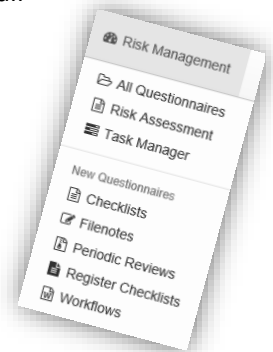 Risk Management
All Questionnaires
Risk Assessment
Task Manager
New Questionnaires
Checklists
Filenotes
Periodic Reviews
Register Checklists
Workflows